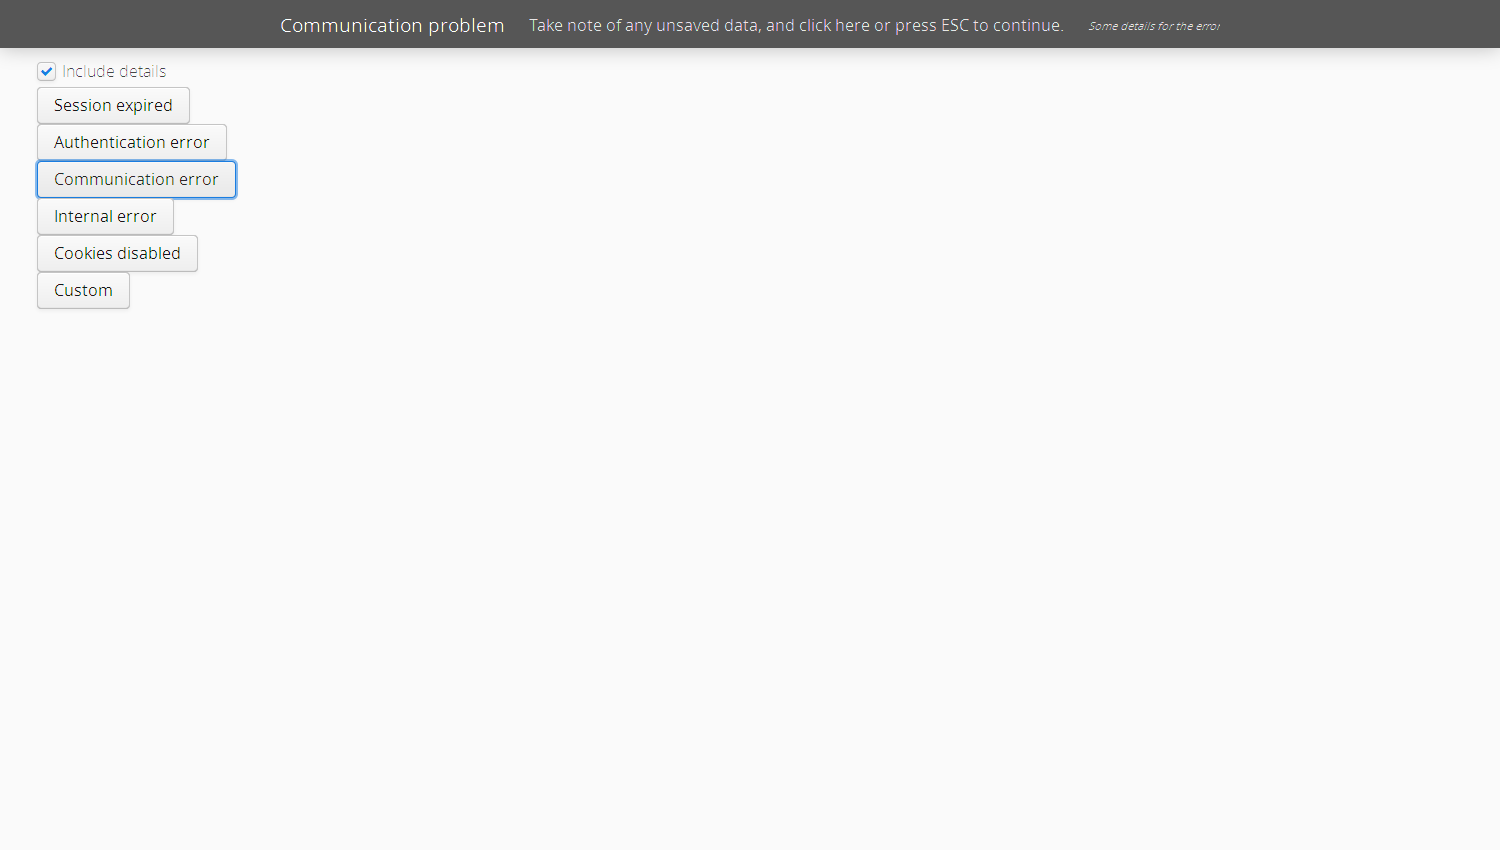 Communication problem Take note of any unsaved data, and click here or press ESC to continue. Some details for the error
Include details
Session expired
Authentication error
Communication error
Internal error
Cookies disabled
Custom